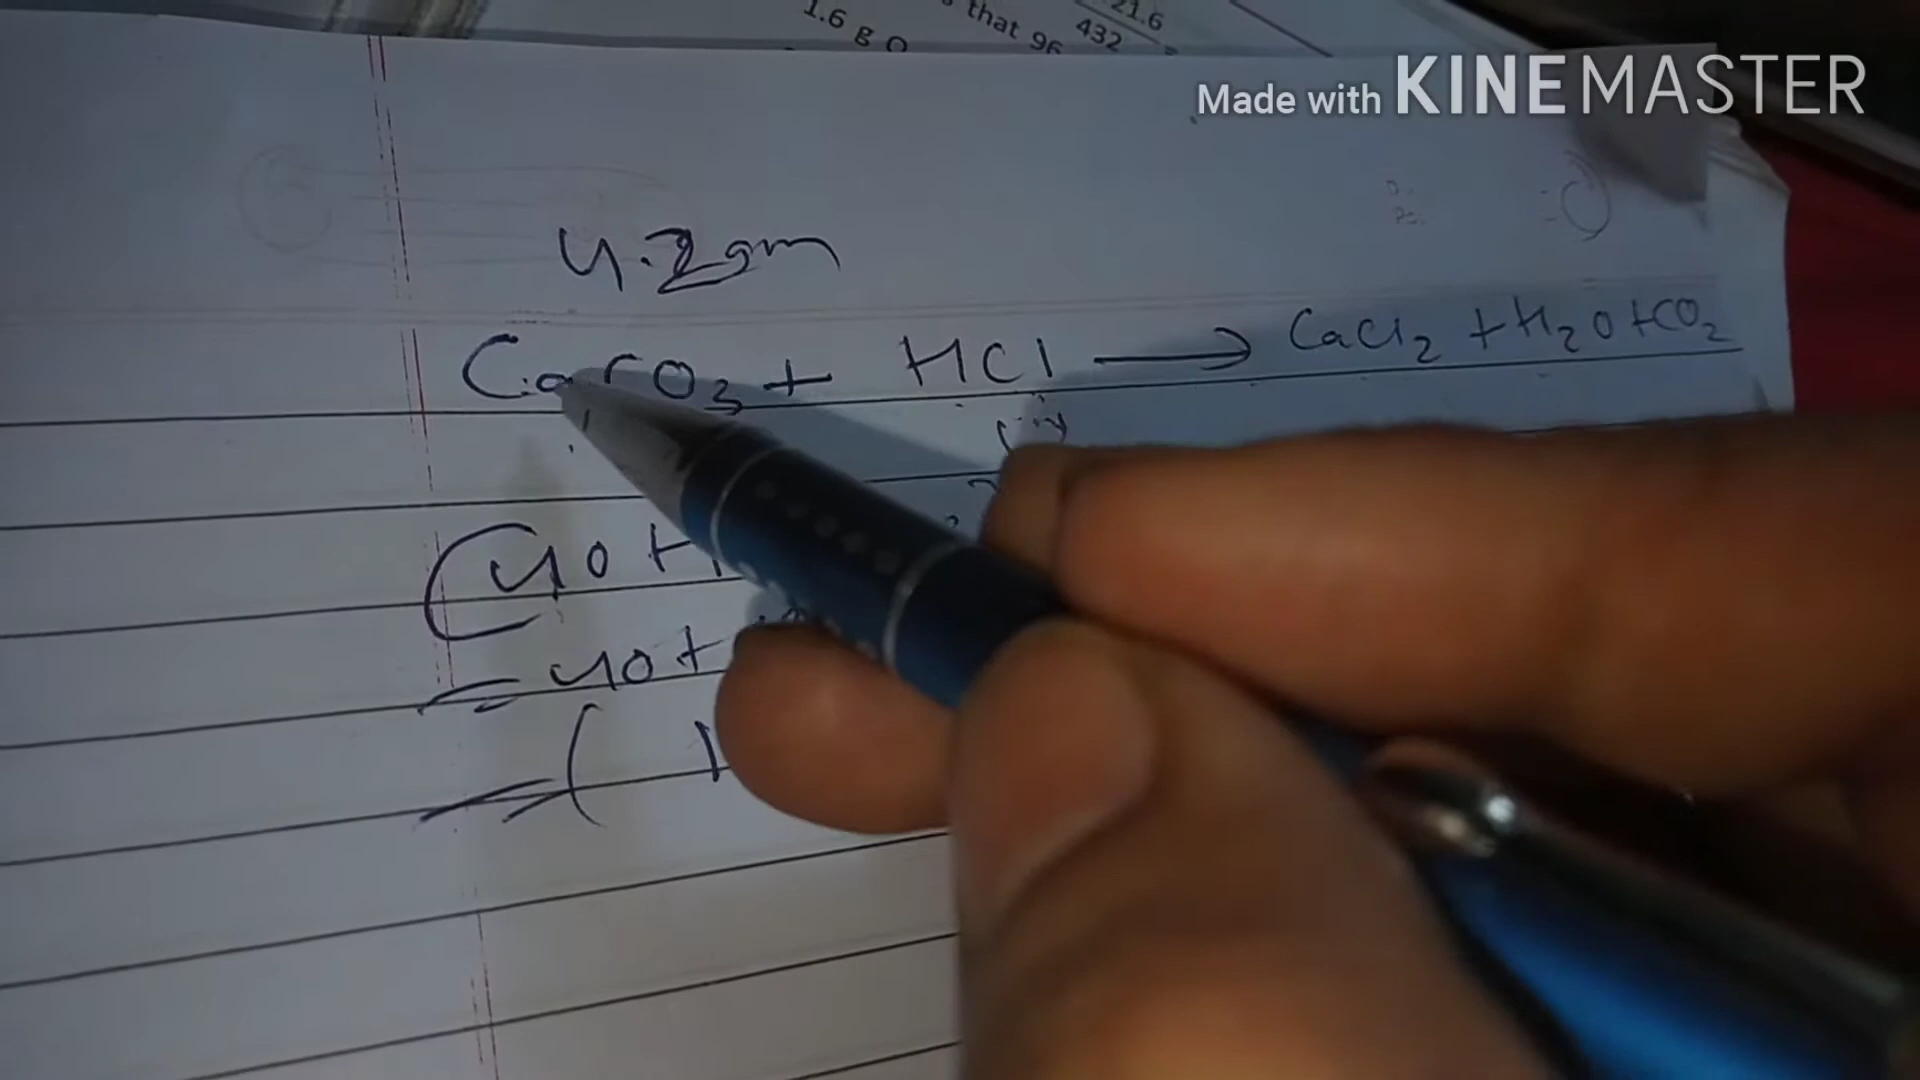 1.6 g O
that 96
21.6
432
=
Made with KINEMASTER
4.2gm
CaCO3 + HCl → CaCl2 + H2O + CO2
(40 +
= 40 +
=> (1